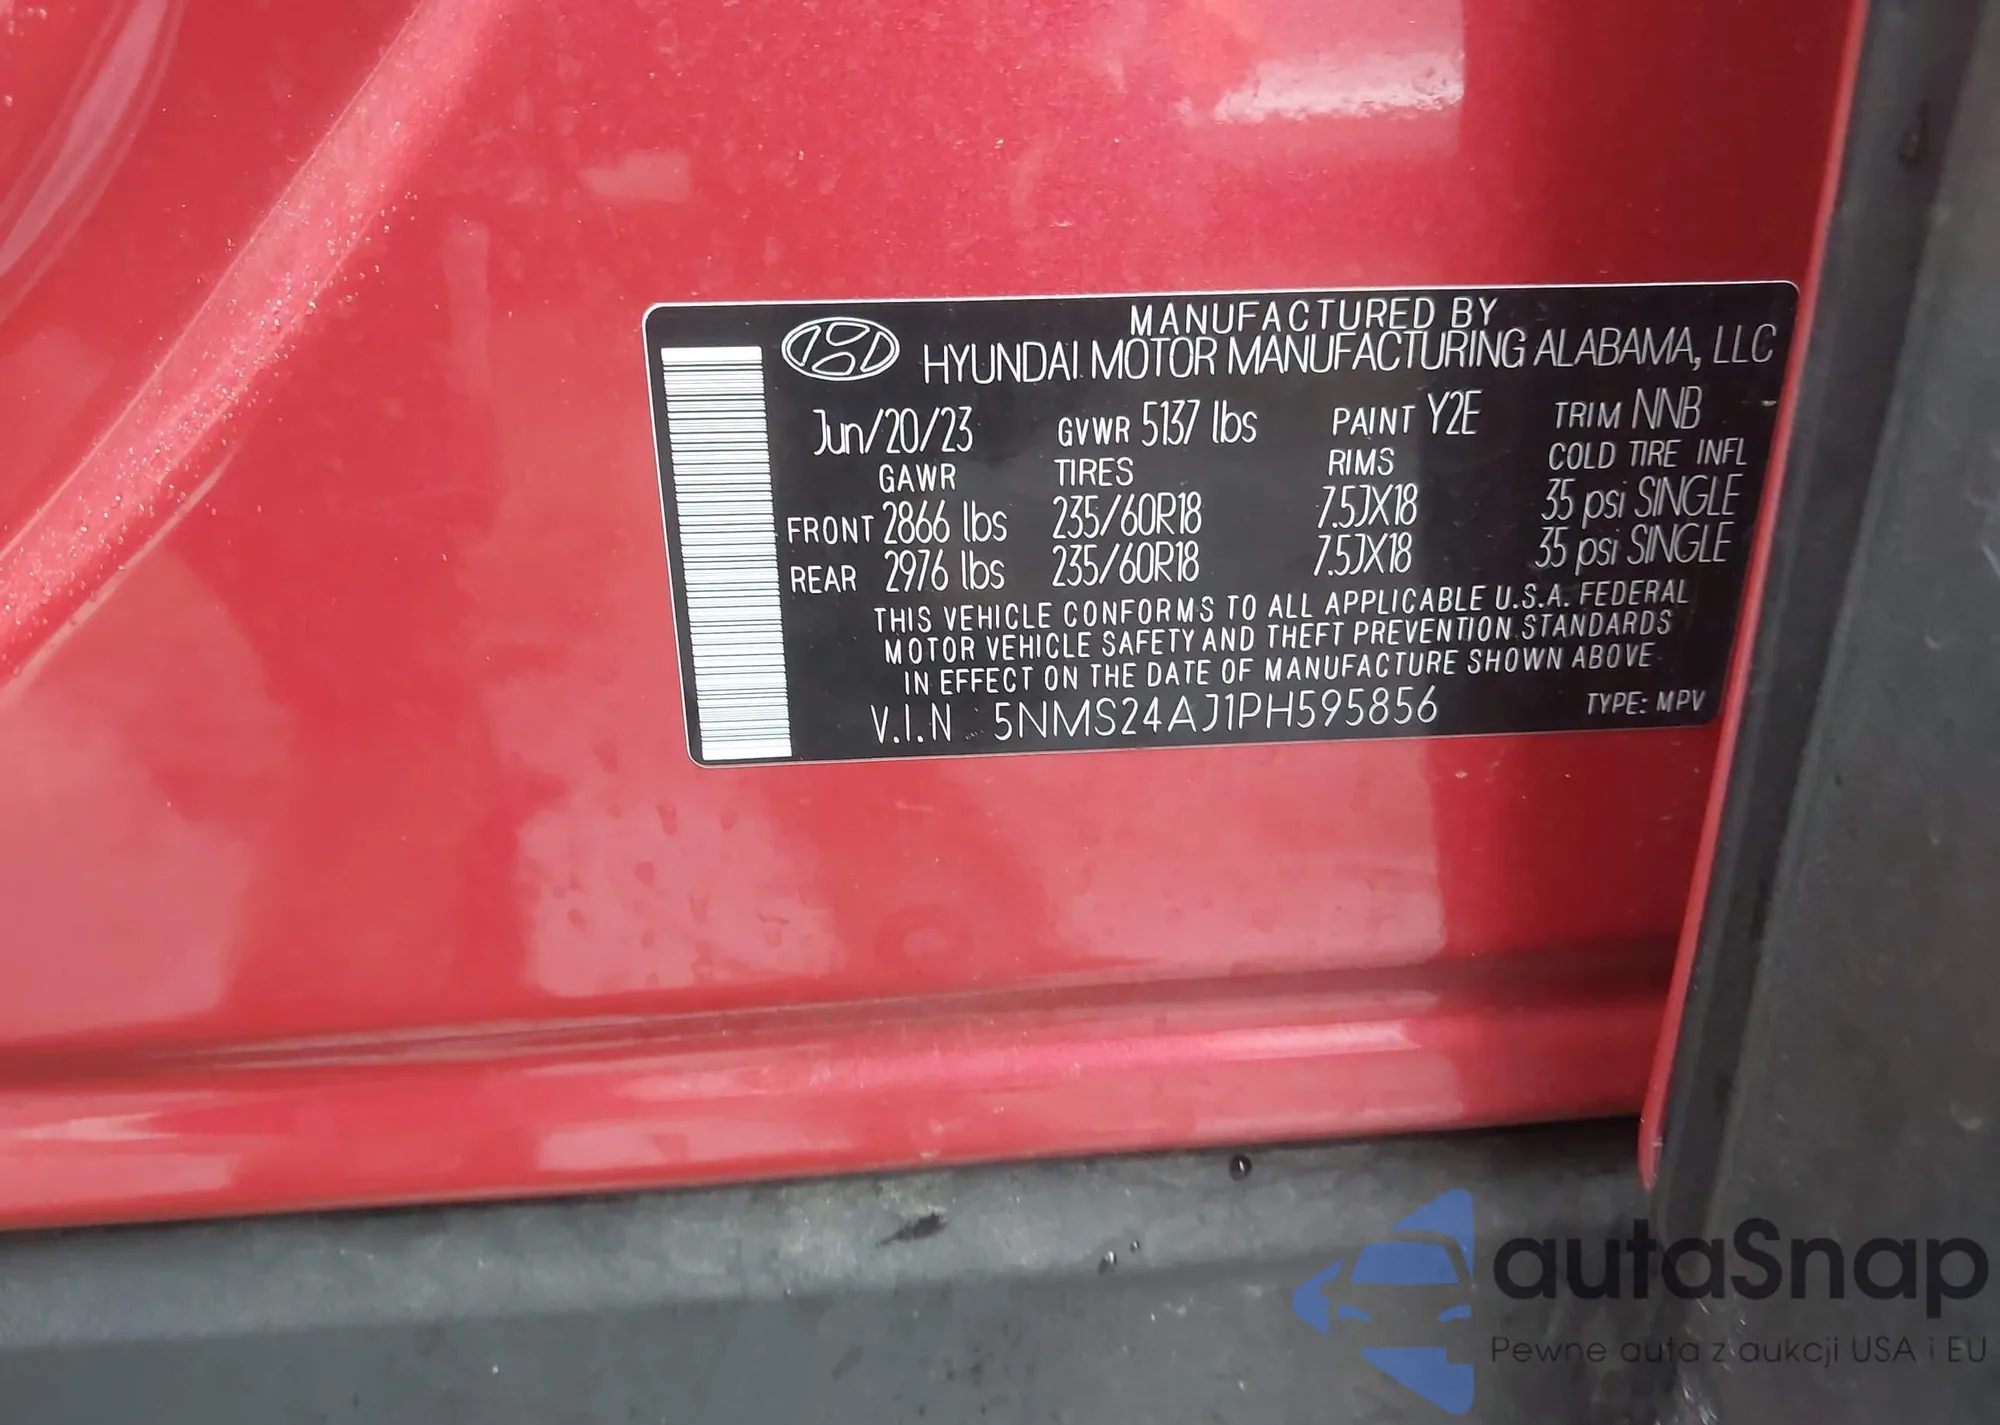 MANUFACTURED BY
HYUNDAI MOTOR MANUFACTURING ALABAMA, LLC
Jun/20/23 GVWR 5137 lbs PAINT Y2E TRIM NNB
GAWR TIRES RIMS COLD TIRE INFL
FRONT 2866 lbs 235/60R18 7.5JX18 35 psi SINGLE
REAR 2976 lbs 235/60R18 7.5JX18 35 psi SINGLE
THIS VEHICLE CONFORMS TO ALL APPLICABLE U.S.A. FEDERAL
MOTOR VEHICLE SAFETY AND THEFT PREVENTION STANDARDS
IN EFFECT ON THE DATE OF MANUFACTURE SHOWN ABOVE
V.I.N 5NMS24AJ1PH595856 TYPE: MPV
autaSnap
Pewne auta z aukcji USA i EU